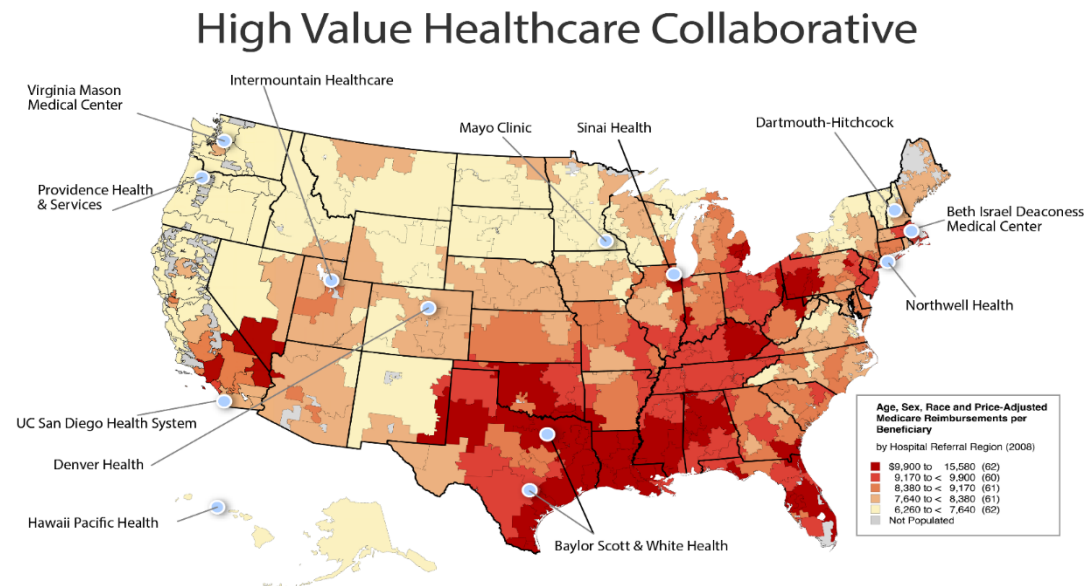 High Value Healthcare Collaborative
Intermountain Healthcare
Virginia Mason
Medical Center
Mayo Clinic
Sinai Health
Dartmouth-Hitchcock
Providence Health
& Services
Beth Israel Deaconess
Medical Center
Northwell Health
UC San Diego Health System
Denver Health
Hawaii Pacific Health
Baylor Scott & White Health
Age, Sex, Race and Price-Adjusted
Medicare Reimbursements per
Beneficiary
by Hospital Referral Region (2008)
$9,900 to 15,580 (62)
9,170 to < 9,900 (60)
8,380 to < 9,170 (61)
7,640 to < 8,380 (61)
6,260 to < 7,640 (62)
Not Populated